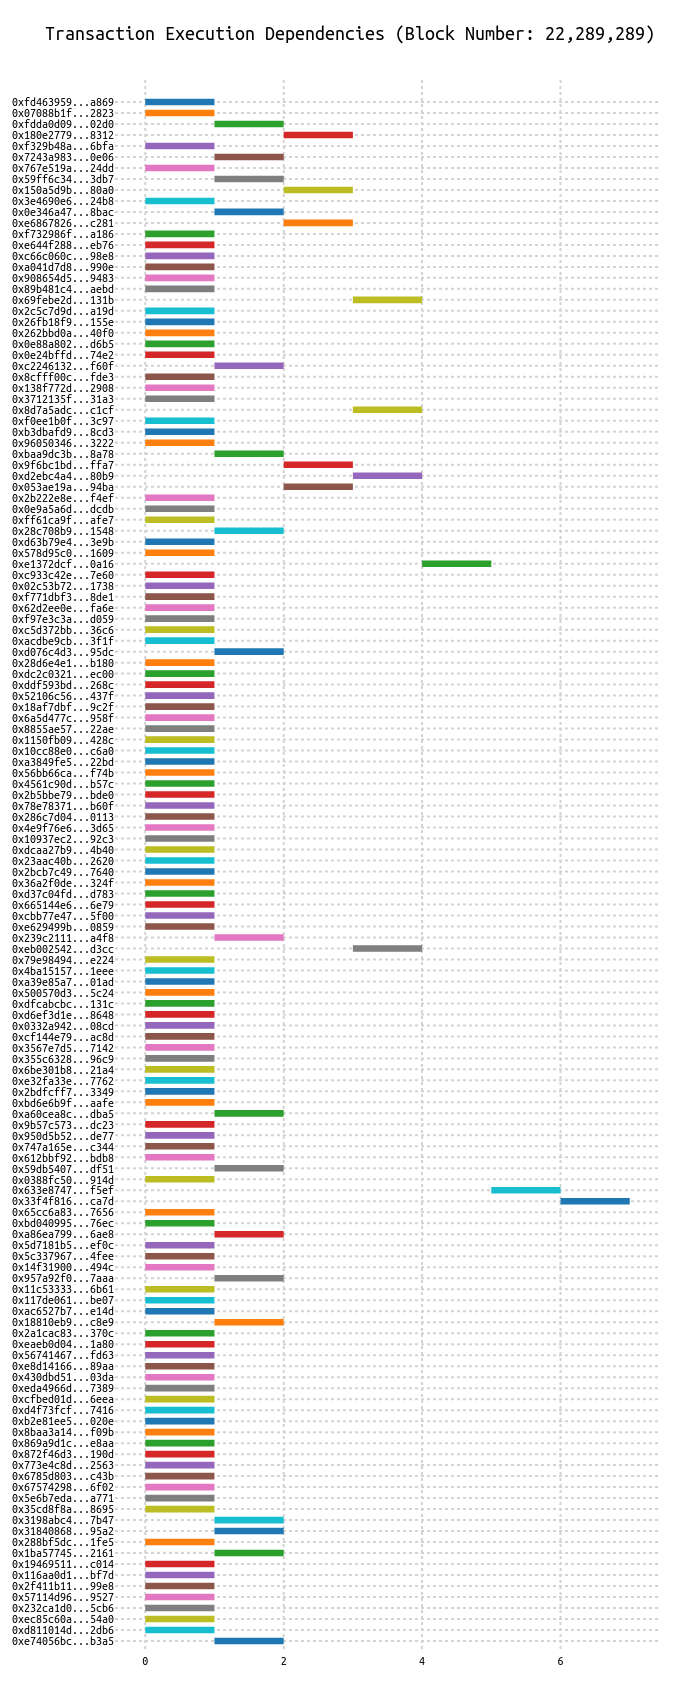 Transaction Execution Dependencies (Block Number: 22,289,289)
0xfd463959...a869
0x07088b1f...2823
0xfdda0d09...02d0
0x180e2779...8312
0xf329b48a...6bfa
0x7243a983...0e06
0x767e519a...24dd
0x59ff6c34...3db7
0x150a5d9b...80a0
0x3e4690e6...24b8
0x0e346a47...8bac
0xe6867826...c281
0xf732986f...a186
0xe644f288...eb76
0xc66c060c...98e8
0xa041d7d8...990e
0x908654d5...9483
0x89b481c4...aebd
0x69febe2d...131b
0x2c5c7d9d...a19d
0x26fb18f9...155e
0x262bbd0a...40f0
0x0e88a802...d6b5
0x0e24bffd...74e2
0xc2246132...f60f
0x8cfff00c...fde3
0x138f772d...2908
0x3712135f...31a3
0x8d7a5adc...c1cf
0xf0ee1b0f...3c97
0xb3dbafd9...8cd3
0x96050346...3222
0xbaa9dc3b...8a78
0x9f6bc1bd...ffa7
0xd2ebc4a4...80b9
0x053ae19a...94ba
0x2b222e8e...f4ef
0x0e9a5a6d...dcdb
0xff61ca9f...afe7
0x28c708b9...1548
0xd63b79e4...3e9b
0x578d95c0...1609
0xe1372dcf...0a16
0xc933c42e...7e60
0x02c53b72...1738
0xf771dbf3...8de1
0x62d2ee0e...fa6e
0xf97e3c3a...d059
0xc5d372bb...36c6
0xacdbe9cb...3f1f
0xd076c4d3...95dc
0x28d6e4e1...b180
0xdc2c0321...ec00
0xddf593bd...268c
0x52106c56...437f
0x18af7dbf...9c2f
0x6a5d477c...958f
0x8855ae57...22ae
0x1150fb09...428c
0x10cc88e0...c6a0
0xa3849fe5...22bd
0x56bb66ca...f74b
0x4561c90d...b57c
0x2b5bbe79...bde0
0x78e78371...b60f
0x286c7d04...0113
0x4e9f76e6...3d65
0x10937ec2...92c3
0xdcaa27b9...4b40
0x23aac40b...2620
0x2bcb7c49...7640
0x36a2f0de...324f
0xd37c04fd...d783
0x665144e6...6e79
0xcbb77e47...5f00
0xe629499b...0859
0x239c2111...a4f8
0xeb002542...d3cc
0x79e98494...e224
0x4ba15157...1eee
0xa39e85a7...01ad
0x500570d3...5c24
0xdfcabcbc...131c
0xd6ef3d1e...8648
0x0332a942...08cd
0xcf144e79...ac8d
0x3567e7d5...7142
0x355c6328...96c9
0x6be301b8...21a4
0xe32fa33e...7762
0x2bdfcff7...3349
0xbd6e6b9f...aafe
0xa60cea8c...dba5
0x9b57c573...dc23
0x950d5b52...de77
0x747a165e...c344
0x612bbf92...bdb8
0x59db5407...df51
0x0388fc50...914d
0x633e8747...f5ef
0x33f4f816...ca7d
0x65cc6a83...7656
0xbd040995...76ec
0xa86ea799...6ae8
0x5d7181b5...ef0c
0x5c337967...4fee
0x14f31900...494c
0x957a92f0...7aaa
0x11c53333...6b61
0x117de061...be07
0xac6527b7...e14d
0x18810eb9...c8e9
0x2a1cac83...370c
0xeaeb0d04...1a80
0x56741467...fd63
0xe8d14166...89aa
0x430dbd51...03da
0xeda4966d...7389
0xcfbed01d...6eea
0xd4f73fcf...7416
0xb2e81ee5...020e
0x8baa3a14...f09b
0x869a9d1c...e8aa
0x872f46d3...190d
0x773e4c8d...2563
0x6785d803...c43b
0x67574298...6f02
0x5e6b7eda...a771
0x35cd8f8a...8695
0x3198abc4...7b47
0x31840868...95a2
0x288bf5dc...1fe5
0x1ba57745...2161
0x19469511...c014
0x116aa0d1...bf7d
0x2f411b11...99e8
0x57114d96...9527
0x232ca1d0...5cb6
0xec85c60a...54a0
0xd811014d...2db6
0xe74056bc...b3a5
0 2 4 6